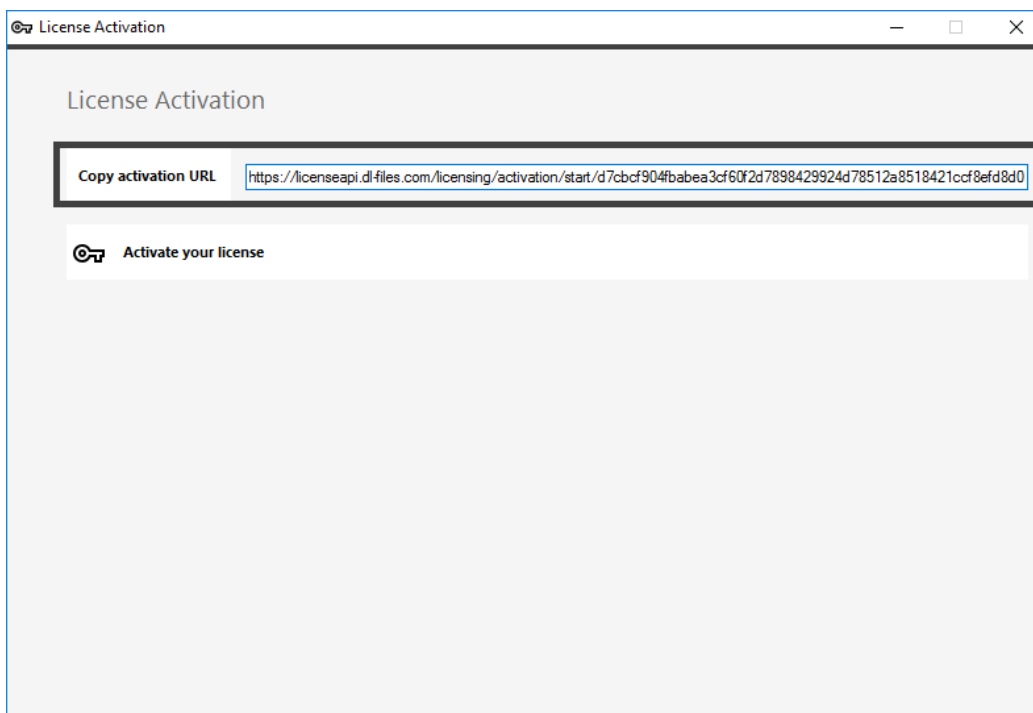 License Activation
License Activation
Copy activation URL
https://licenseapi.dl-files.com/licensing/activation/start/d7cbcf904fbabea3cf60f2d7898429924d78512a8518421ccf8efd8d0
Activate your license